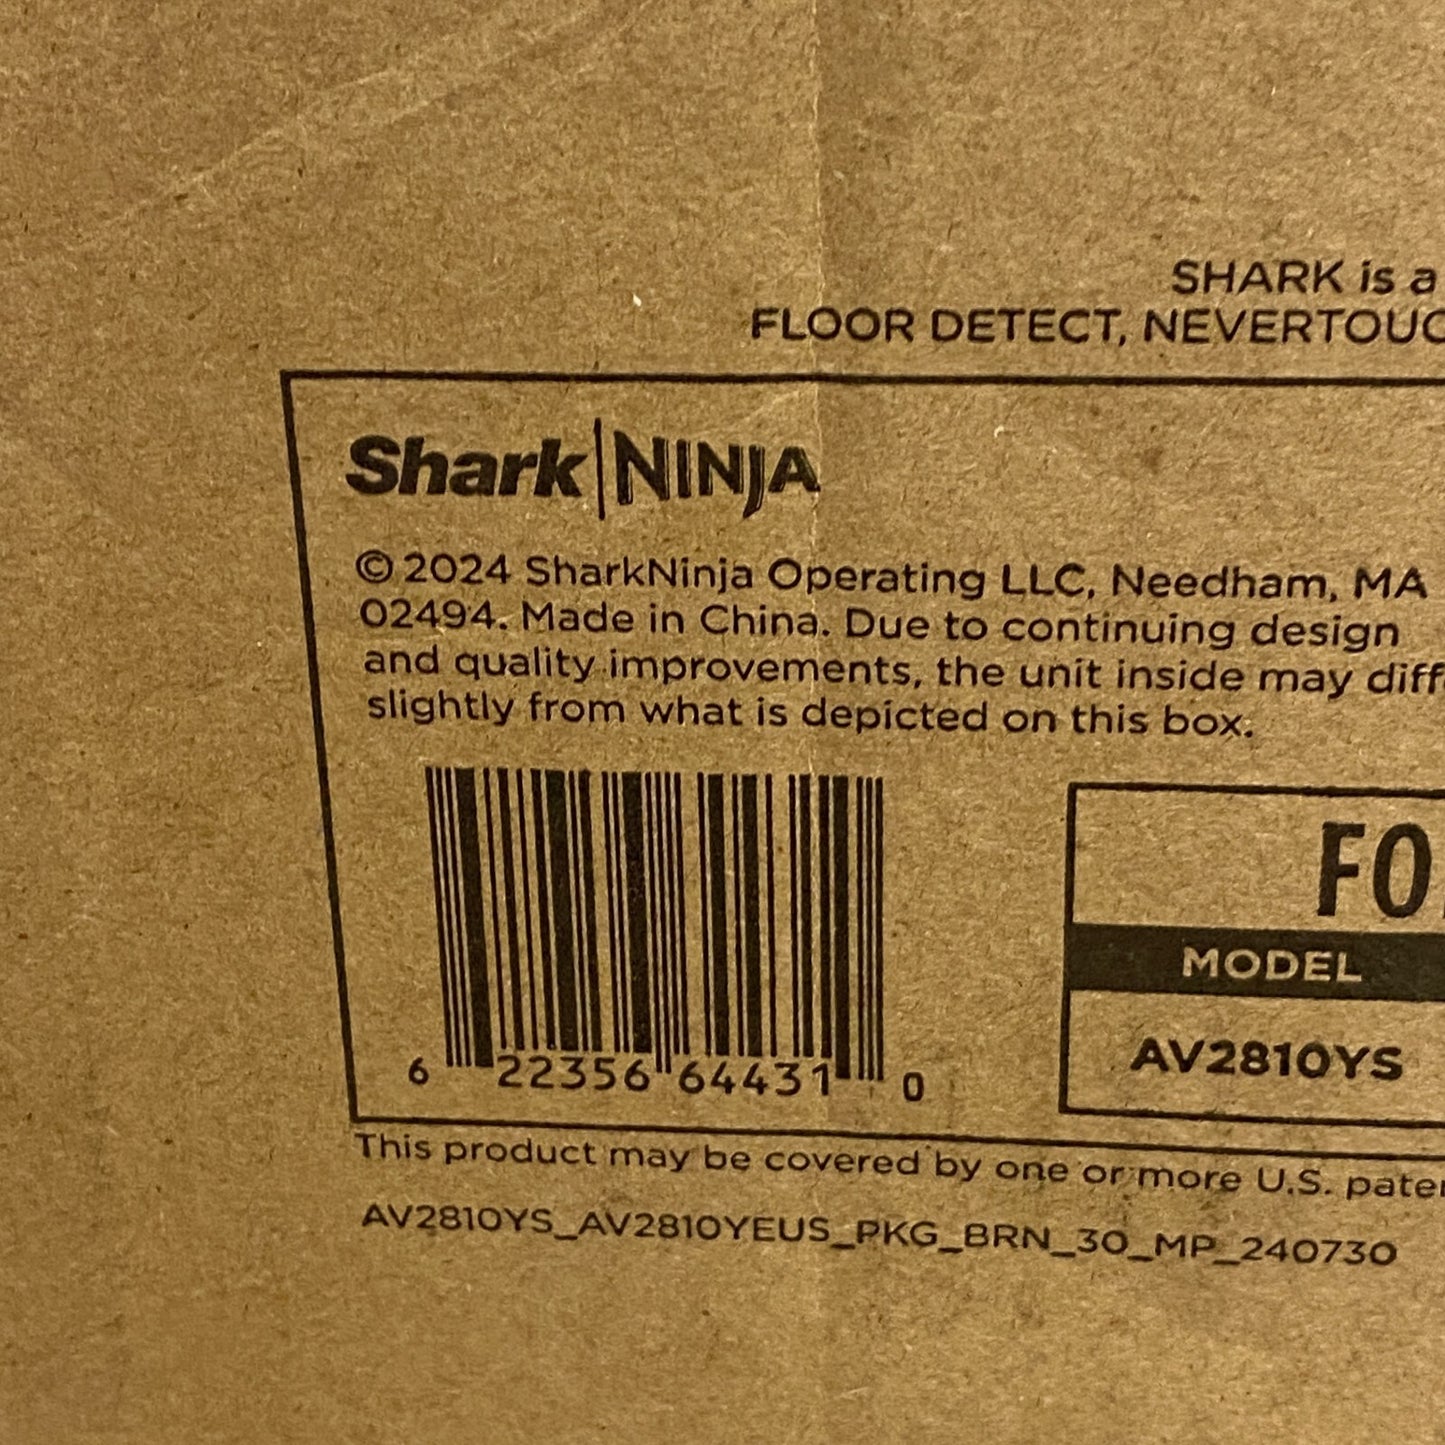 SHARK is a
FLOOR DETECT, NEVERTOUC
Shark|NINJA
© 2024 SharkNinja Operating LLC, Needham, MA
02494. Made in China. Due to continuing design
and quality improvements, the unit inside may diff
slightly from what is depicted on this box.
FO
MODEL
AV2810YS
6 22356 64431 0
This product may be covered by one or more U.S. paten
AV2810YS_AV2810YEUS_PKG_BRN_30_MP_240730